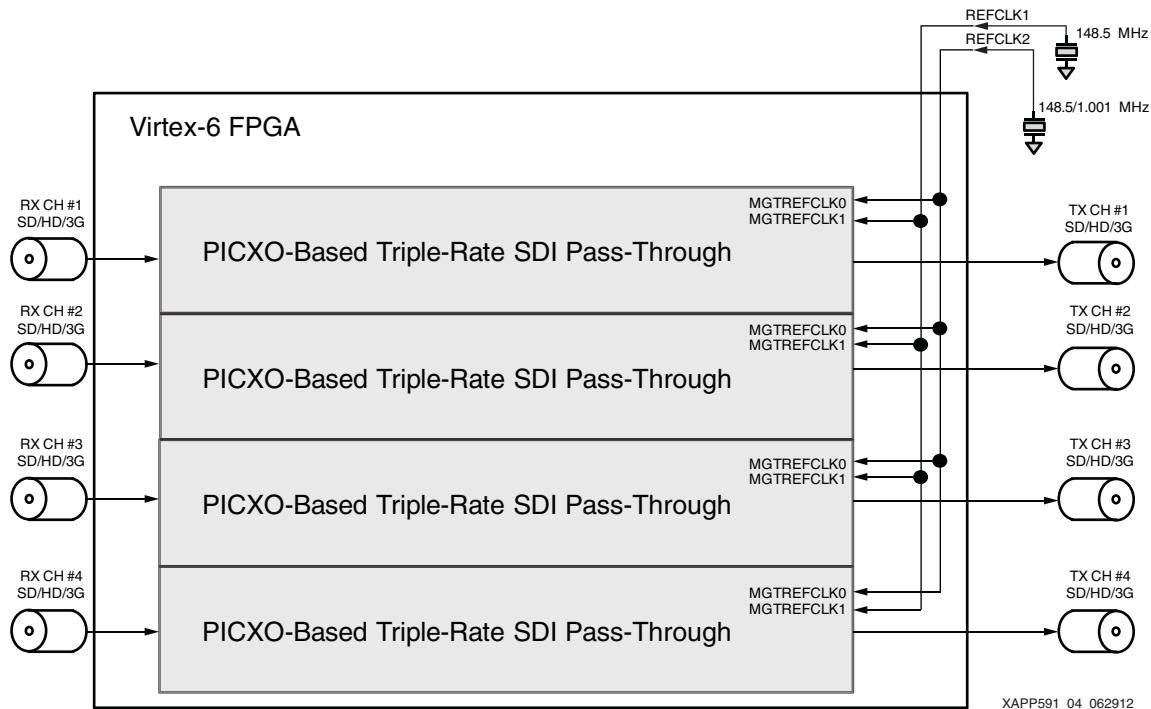 REFCLK1
148.5 MHz
REFCLK2
148.5/1.001 MHz
Virtex-6 FPGA
RX CH #1
SD/HD/3G
MGTREFCLK0
MGTREFCLK1
PICXO-Based Triple-Rate SDI Pass-Through
TX CH #1
SD/HD/3G
RX CH #2
SD/HD/3G
MGTREFCLK0
MGTREFCLK1
PICXO-Based Triple-Rate SDI Pass-Through
TX CH #2
SD/HD/3G
RX CH #3
SD/HD/3G
MGTREFCLK0
MGTREFCLK1
PICXO-Based Triple-Rate SDI Pass-Through
TX CH #3
SD/HD/3G
RX CH #4
SD/HD/3G
MGTREFCLK0
MGTREFCLK1
PICXO-Based Triple-Rate SDI Pass-Through
TX CH #4
SD/HD/3G
XAPP591_04_062912